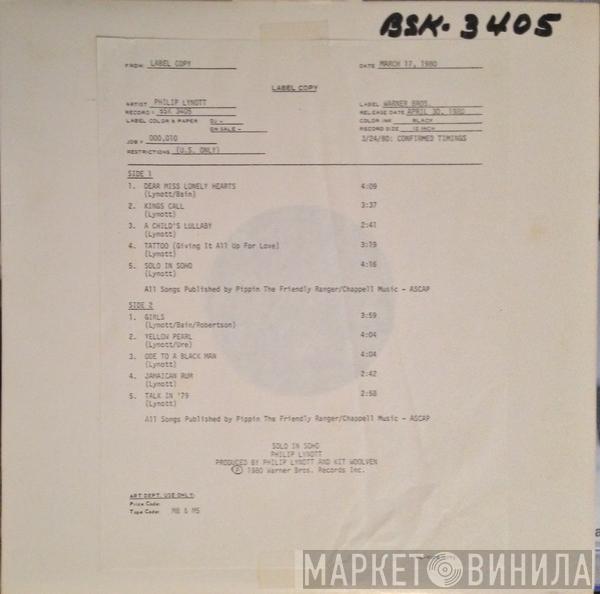 BSK-3405
FROM LABEL COPY
DATE MARCH 17, 1980
LABEL COPY
ARTIST PHILIP LYNOTT
LABEL WARNER BROS.
RECORD # BSK 3405
RELEASE DATE APRIL 30, 1980
LABEL COLOR & PAPER DJ -
COLOR INK BLACK
ON SALE -
RECORD SIZE 12 INCH
JOB # 000,010
3/24/80: CONFIRMED TIMINGS
RESTRICTIONS (U.S. ONLY)
SIDE 1
1. DEAR MISS LONELY HEARTS 4:09
(Lynott/Bain)
2. KINGS CALL 3:37
(Lynott)
3. A CHILD'S LULLABY 2:41
(Lynott)
4. TATTOO (Giving It All Up For Love) 3:19
(Lynott)
5. SOLO IN SOHO 4:16
(Lynott)
All Songs Published by Pippin The Friendly Ranger/Chappell Music - ASCAP
SIDE 2
1. GIRLS 3:59
(Lynott/Bain/Robertson)
2. YELLOW PEARL 4:04
(Lynott/Ure)
3. ODE TO A BLACK MAN 4:04
(Lynott)
4. JAMAICAN RUM 2:42
(Lynott)
5. TALK IN '79 2:58
(Lynott)
All Songs Published by Pippin The Friendly Ranger/Chappell Music - ASCAP
SOLO IN SOHO
PHILIP LYNOTT
PRODUCED BY PHILIP LYNOTT AND KIT WOOLVEN
Ⓟ 1980 Warner Bros. Records Inc.
ART DEPT. USE ONLY:
Price Code:
Tape Code: M8 & M5
МАРКЕТ ВИНИЛА